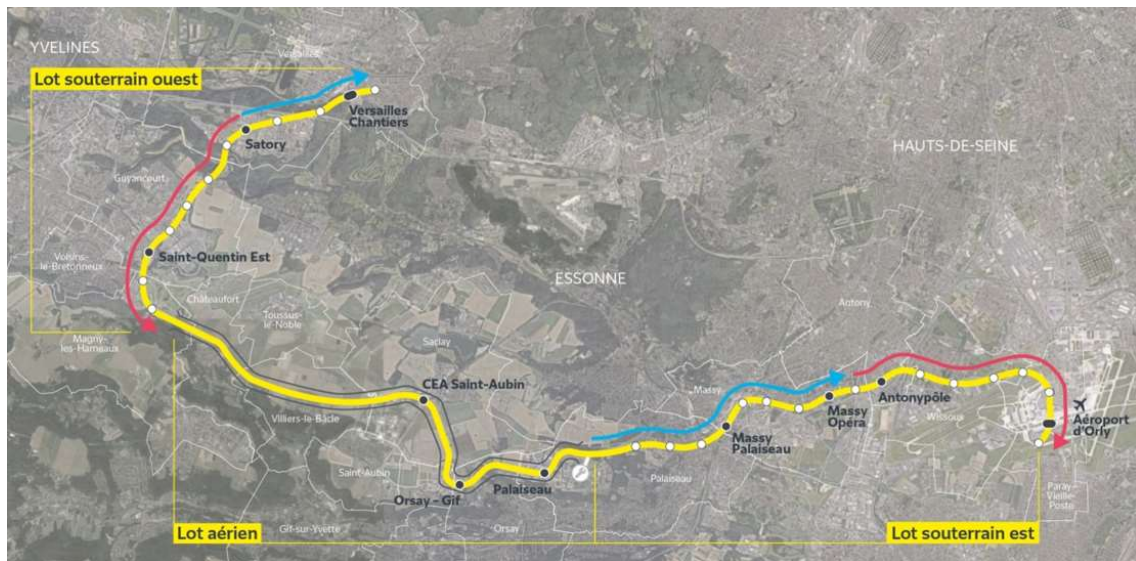 YVELINES
Versailles
Lot souterrain ouest
Versailles
Chantiers
Satory
HAUTS-DE-SEINE
Guyancourt
Saint-Quentin Est
Voisins-
le-Bretonneux
ESSONNE
Châteaufort
Toussus-
le-Noble
Antony
Magny-
les-Hameaux
Saclay
CEA Saint-Aubin
Massy
Antonypôle
Villiers-le-Bâcle
Massy
Opéra
Wissous
Aéroport
d'Orly
Massy
Palaiseau
Saint-Aubin
Orsay – Gif
Palaiseau
Palaiseau
Paray-
Vieille-
Poste
Lot aérien
Gif-sur-Yvette
Orsay
Lot souterrain est